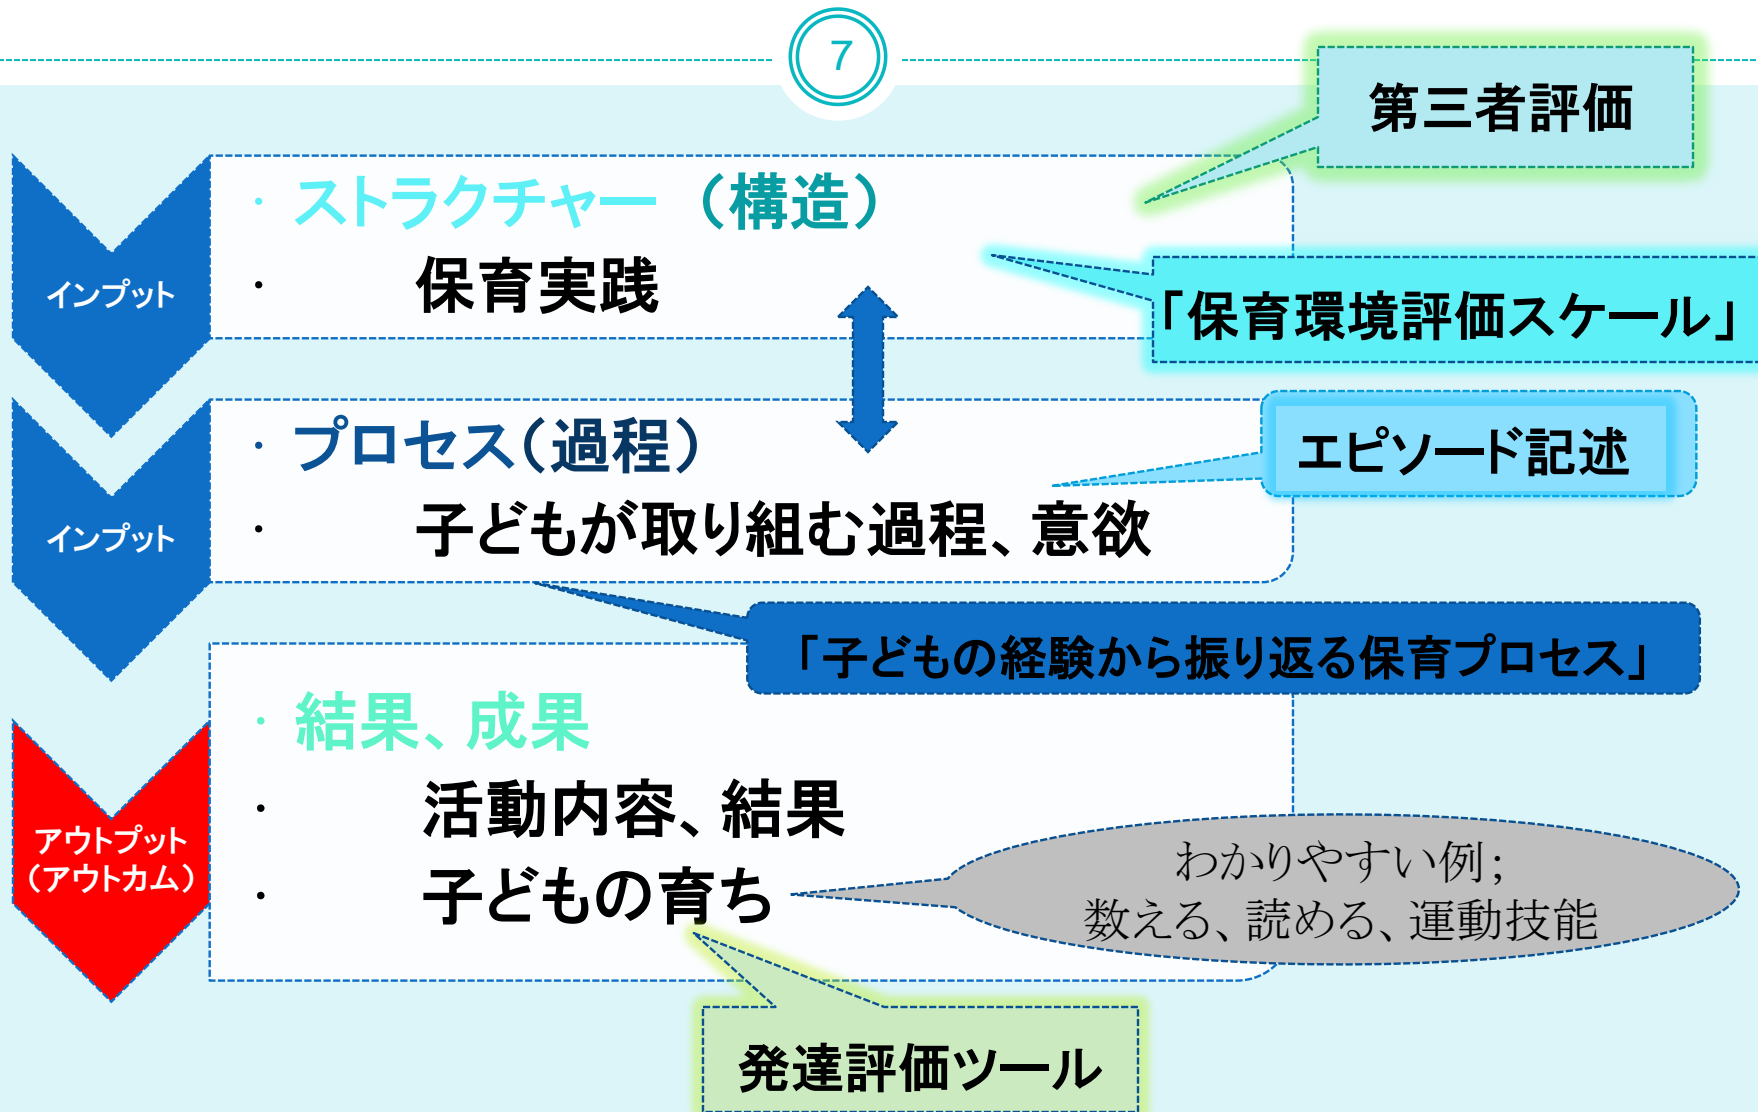 7
第三者評価
インプット
・ストラクチャー（構造）
・　保育実践
「保育環境評価スケール」
インプット
・プロセス（過程）
・　子どもが取り組む過程、意欲
エピソード記述
「子どもの経験から振り返る保育プロセス」
アウトプット
（アウトカム）
・結果、成果
・　活動内容、結果
・　子どもの育ち
わかりやすい例；
数える、読める、運動技能
発達評価ツール